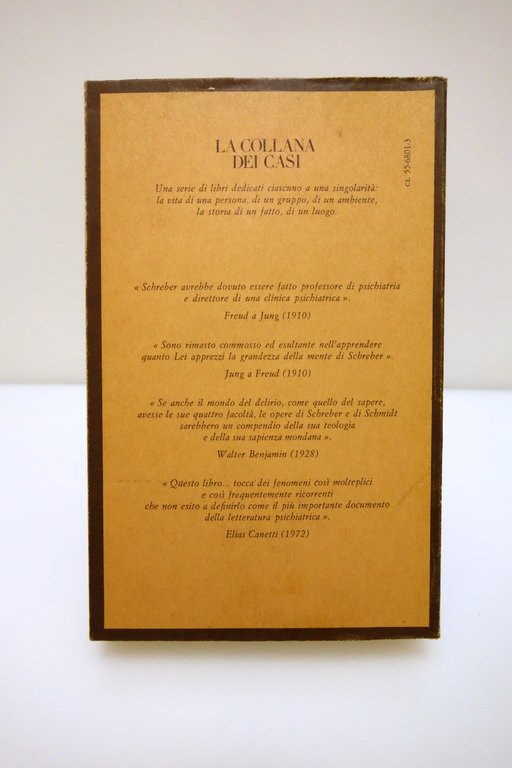 LA COLLANA
DEI CASI
CL 55-6801-3
Una serie di libri dedicati ciascuno a una singolarità:
la vita di una persona, di un gruppo, di un ambiente,
la storia di un fatto, di un luogo.
« Schreber avrebbe dovuto essere fatto professore di psichiatria
e direttore di una clinica psichiatrica ».
Freud a Jung (1910)
« Sono rimasto commosso ed esultante nell'apprendere
quanto Lei apprezzi la grandezza della mente di Schreber ».
Jung a Freud (1910)
« Se anche il mondo del delirio, come quello del sapere,
avesse le sue quattro facoltà, le opere di Schreber e di Schmidt
sarebbero un compendio della sua teologia
e della sua sapienza mondana ».
Walter Benjamin (1928)
« Questo libro... tocca dei fenomeni così molteplici
e così frequentemente ricorrenti
che non esito a definirlo come il più importante documento
della letteratura psichiatrica ».
Elias Canetti (1972)